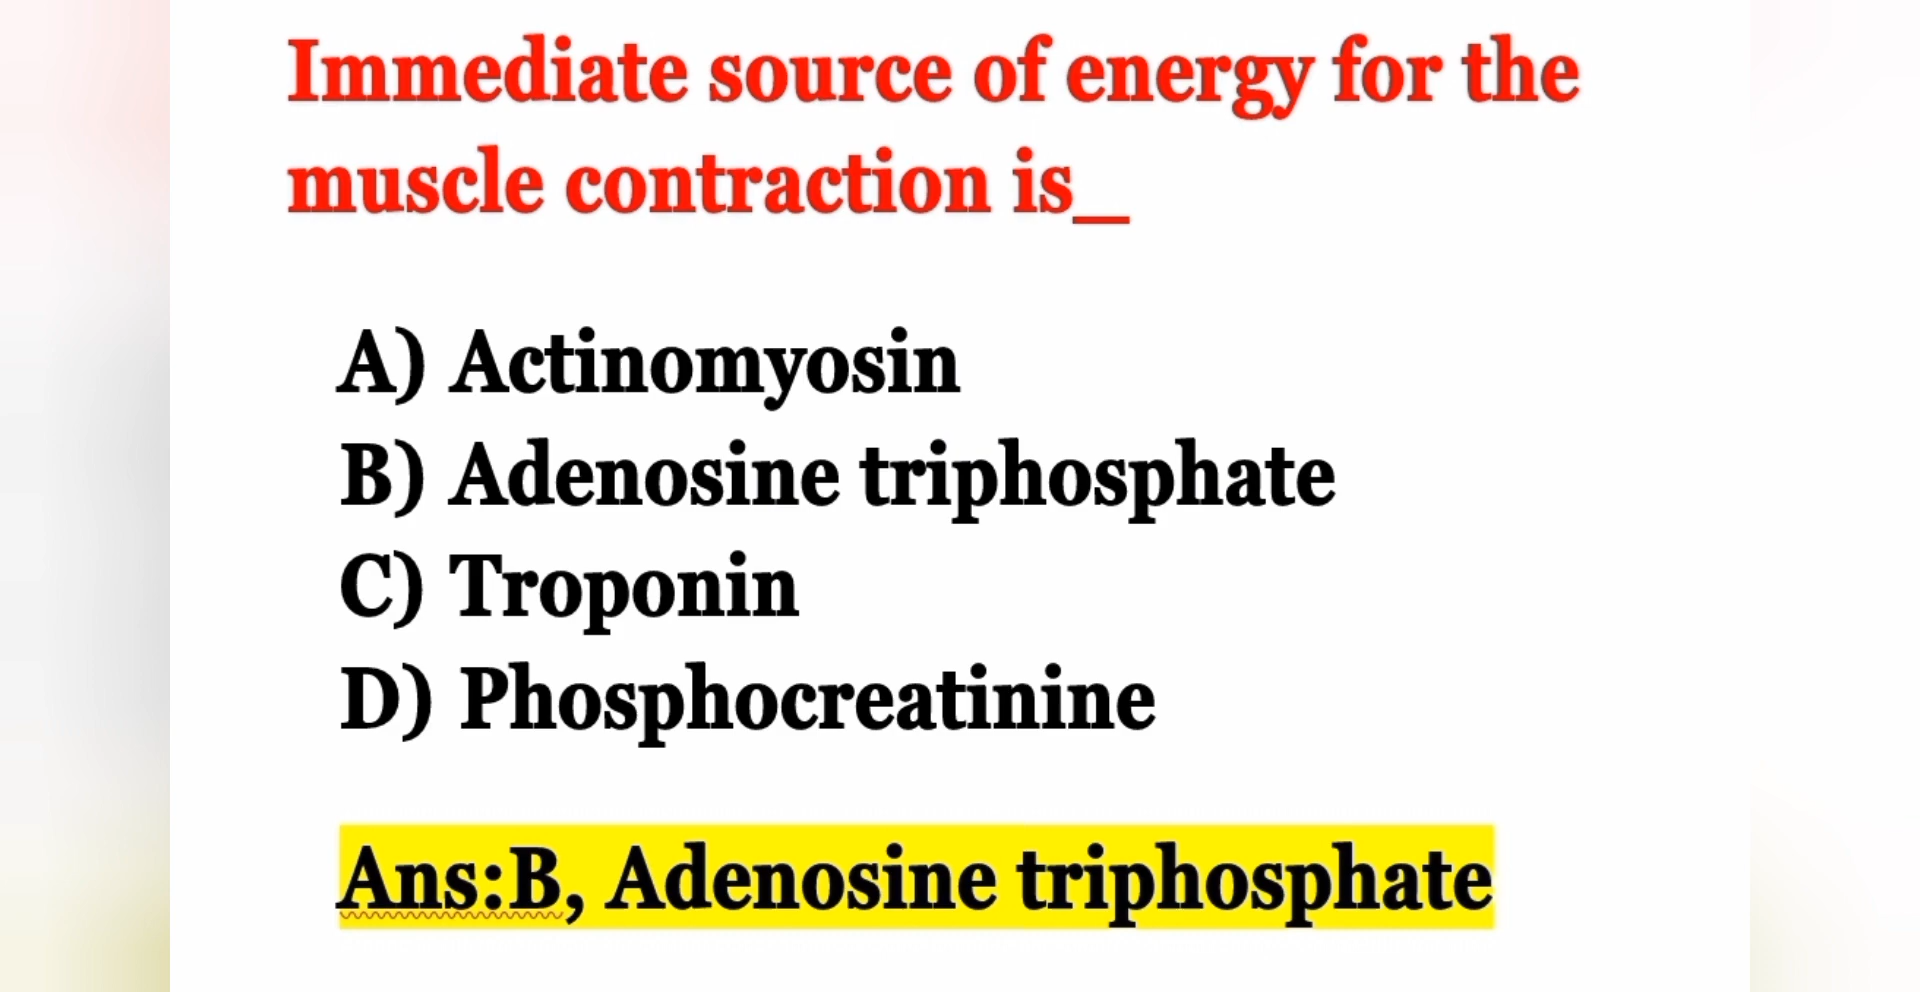 Immediate source of energy for the
muscle contraction is_
A) Actinomyosin
B) Adenosine triphosphate
C) Troponin
D) Phosphocreatinine
Ans:B, Adenosine triphosphate